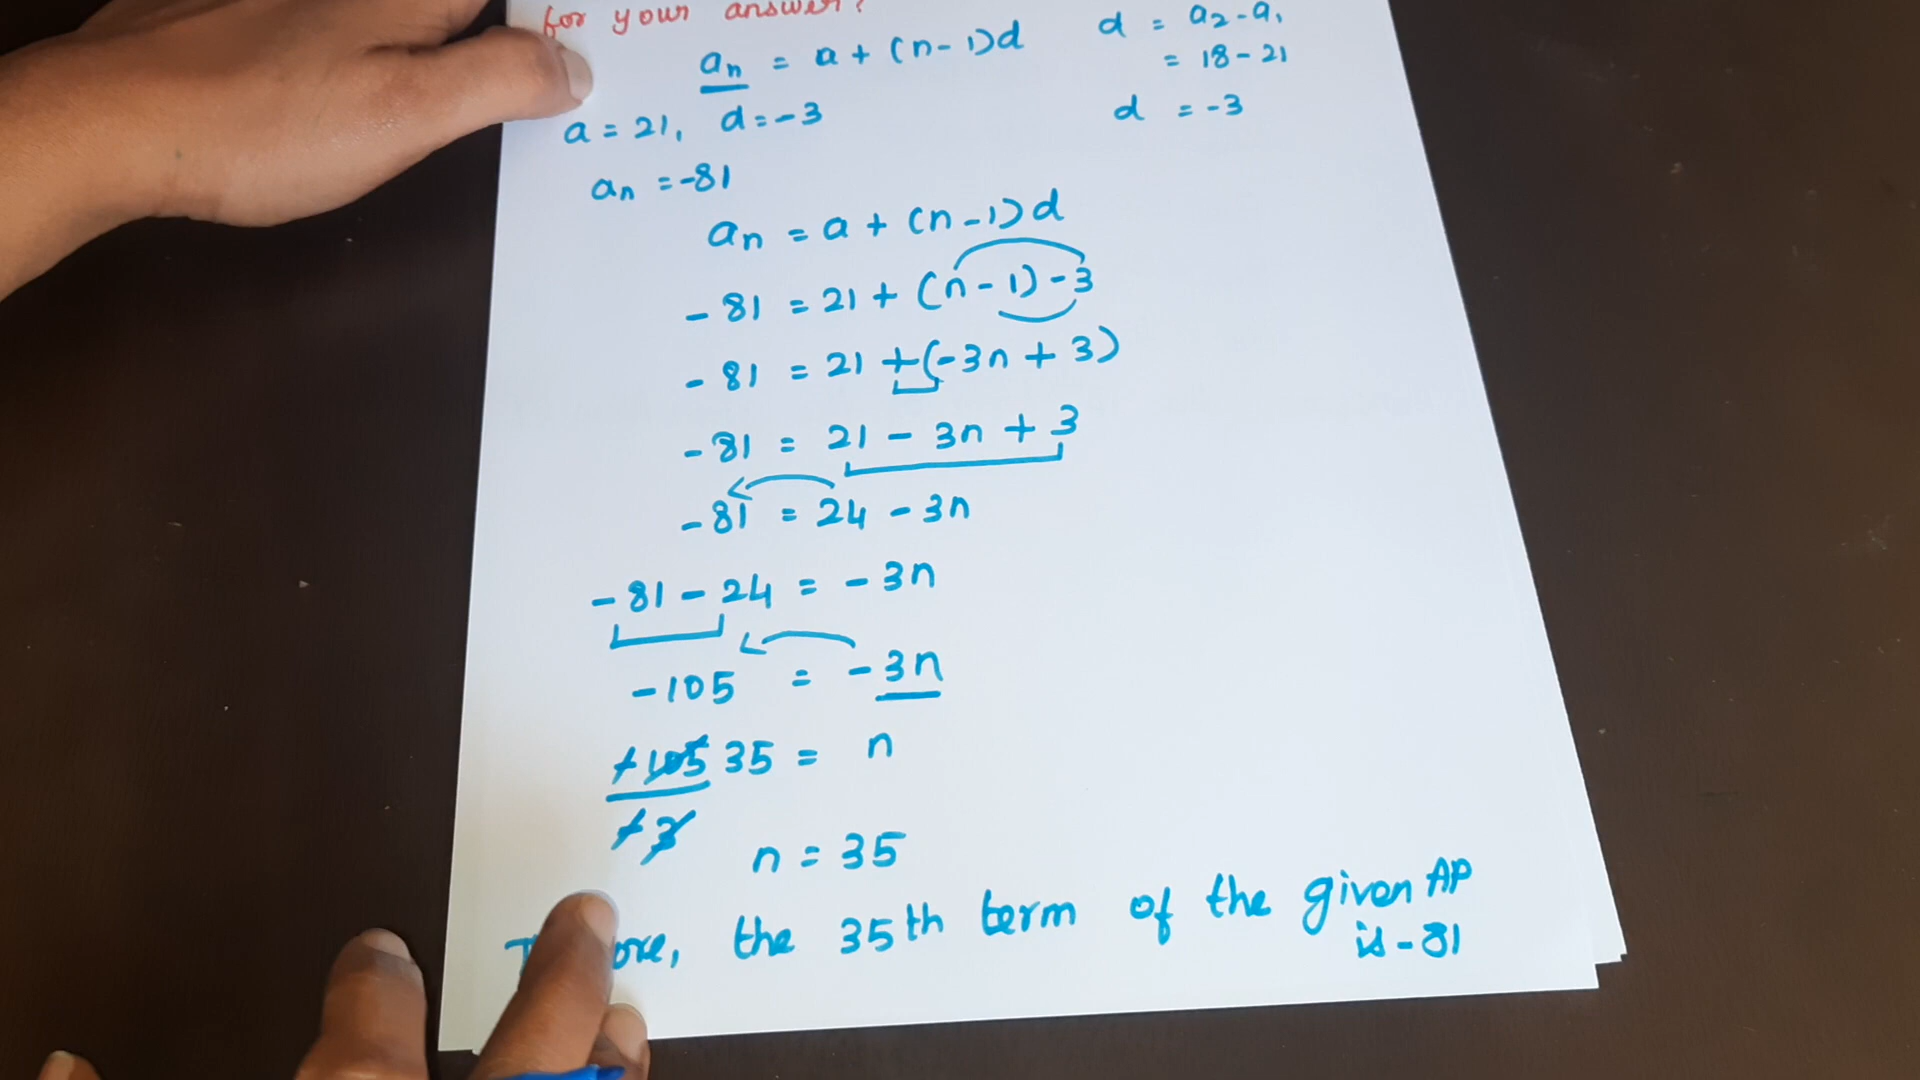 for your answer?
aₙ = a + (n-1)d
d = a₂-a₁
= 18-21
a = 21, d=-3
d = -3
aₙ = -81
aₙ = a + (n-1)d
-81 = 21 + (n-1)-3
-81 = 21 + (-3n + 3)
-81 = 21 - 3n + 3
-81 = 24 - 3n
-81 - 24 = -3n
-105 = -3n
+105 35 = n
+3
n = 35
the 35th term of the given AP
is -81